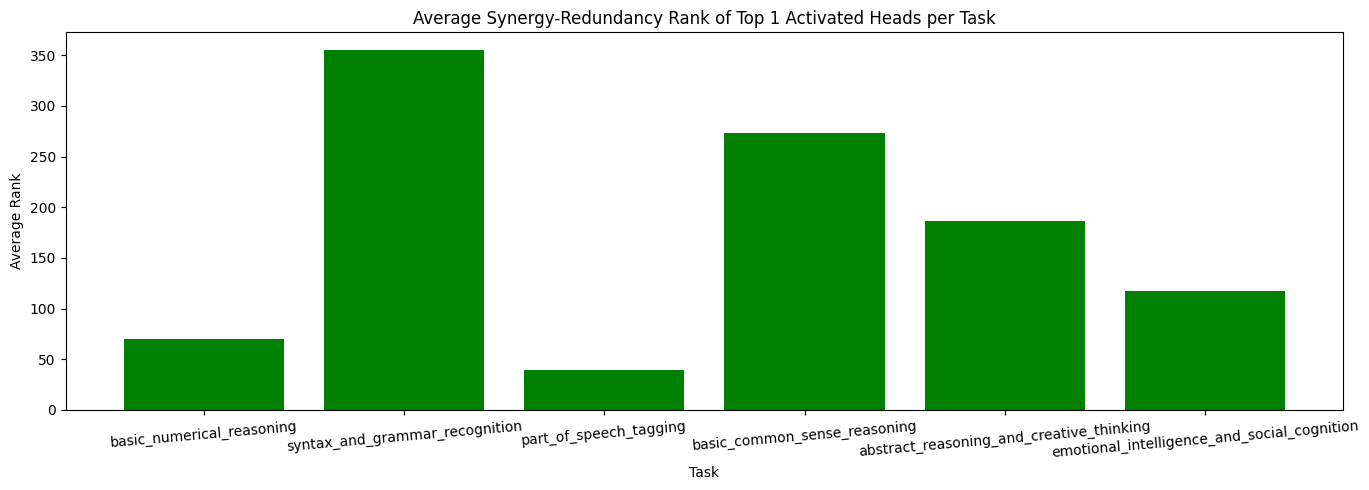 Average Synergy-Redundancy Rank of Top 1 Activated Heads per Task
Average Rank
350
300
250
200
150
100
50
0
basic_numerical_reasoning
syntax_and_grammar_recognition
part_of_speech_tagging
basic_common_sense_reasoning
abstract_reasoning_and_creative_thinking
emotional_intelligence_and_social_cognition
Task